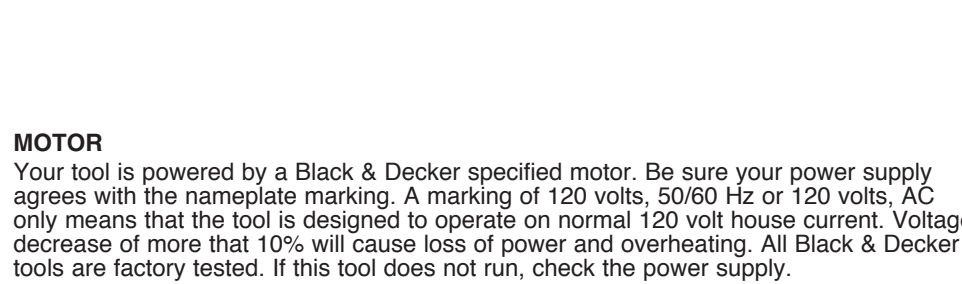 MOTOR
Your tool is powered by a Black & Decker specified motor. Be sure your power supply
agrees with the nameplate marking. A marking of 120 volts, 50/60 Hz or 120 volts, AC
only means that the tool is designed to operate on normal 120 volt house current. Voltage
decrease of more that 10% will cause loss of power and overheating. All Black & Decker
tools are factory tested. If this tool does not run, check the power supply.